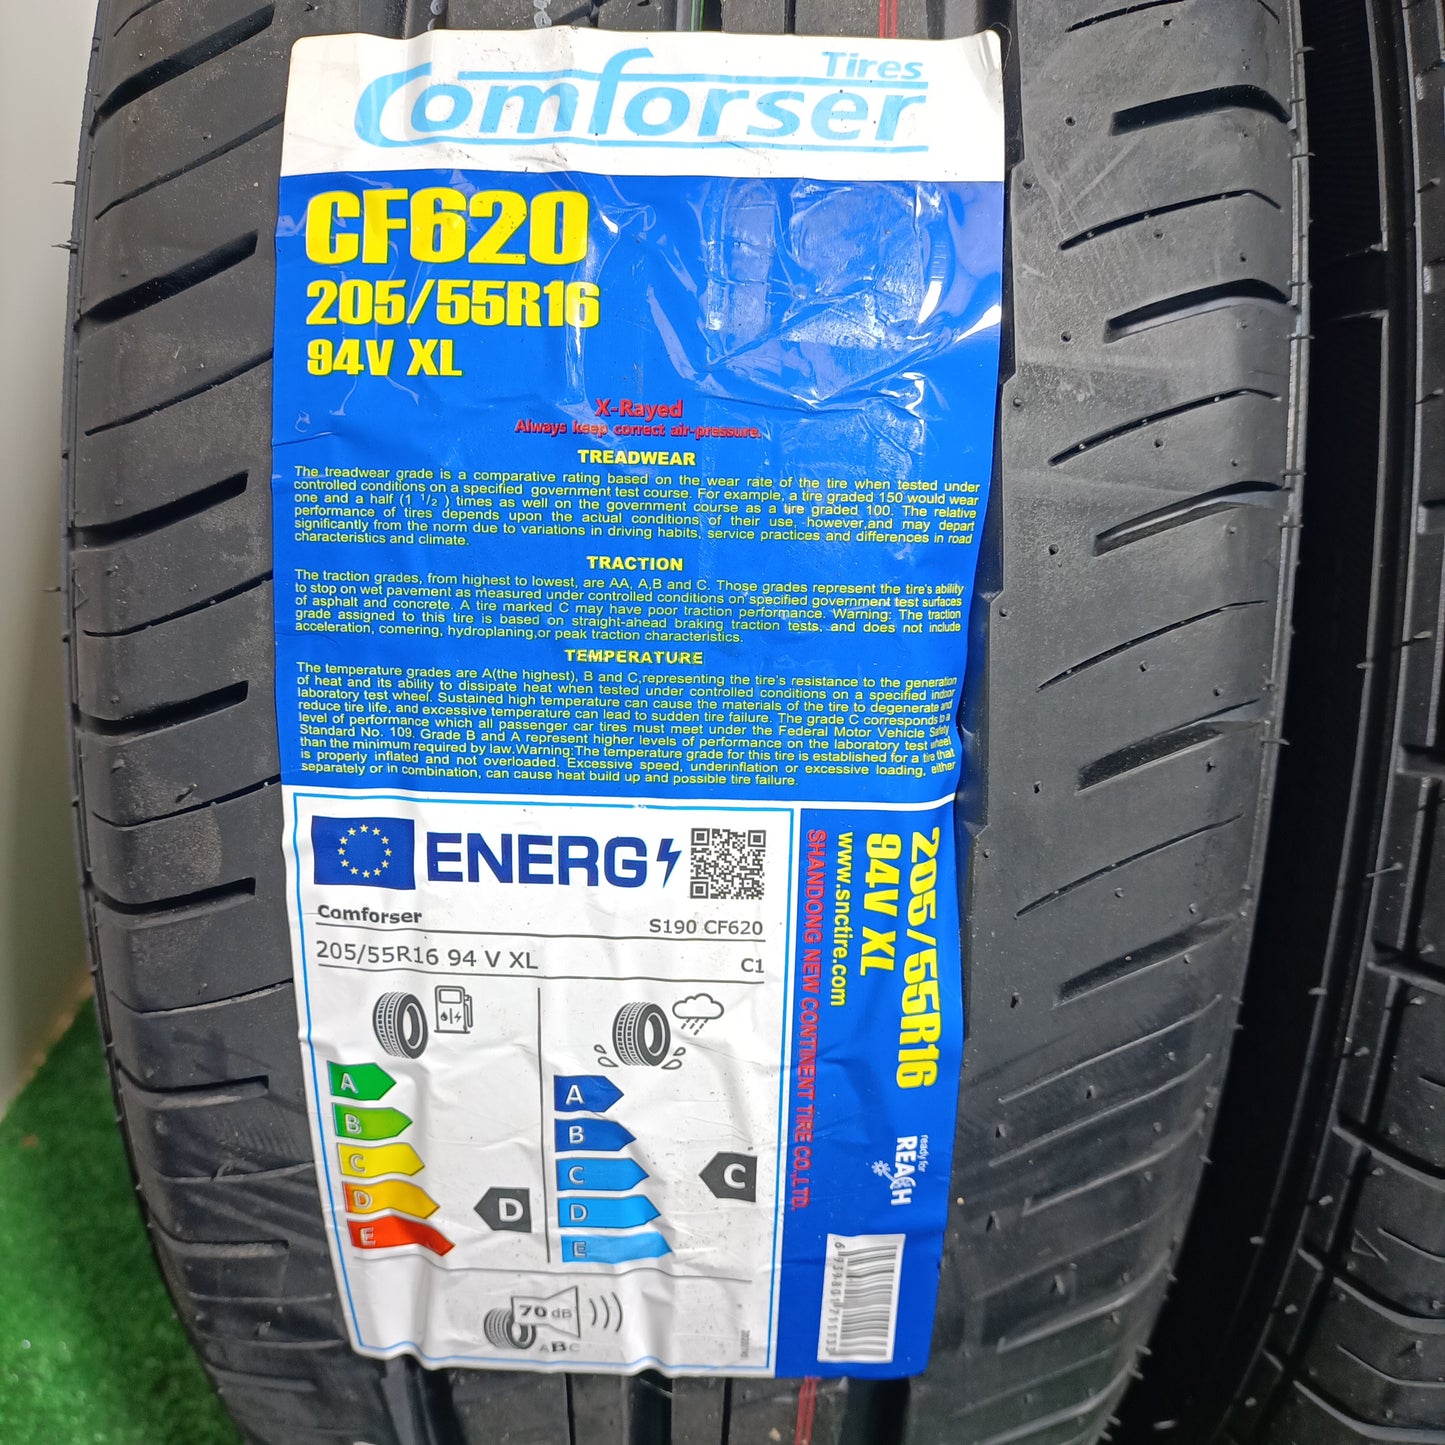 Tires
Comforser
CF620
205/55R16
94V XL
X-Rayed
Always keep correct air-pressure.
TREADWEAR
The treadwear grade is a comparative rating based on the wear rate of the tire when tested under
controlled conditions on a specified government test course. For example, a tire graded 150 would wear
one and a half (1 1/2 ) times as well on the government course as a tire graded 100. The relative
performance of tires depends upon the actual conditions of their use, however,and may depart
significantly from the norm due to variations in driving habits, service practices and differences in road
characteristics and climate.
TRACTION
The traction grades, from highest to lowest, are AA, A,B and C. Those grades represent the tire's ability
to stop on wet pavement as measured under controlled conditions on specified government test surfaces
of asphalt and concrete. A tire marked C may have poor traction performance. Warning: The traction
grade assigned to this tire is based on straight-ahead braking traction tests, and does not include
acceleration, cornering, hydroplaning,or peak traction characteristics.
TEMPERATURE
The temperature grades are A(the highest), B and C,representing the tire's resistance to the generation
of heat and its ability to dissipate heat when tested under controlled conditions on a specified indoor
laboratory test wheel. Sustained high temperature can cause the materials of the tire to degenerate and
reduce tire life, and excessive temperature can lead to sudden tire failure. The grade C corresponds to a
level of performance which all passenger car tires must meet under the Federal Motor Vehicle Safety
Standard No. 109. Grade B and A represent higher levels of performance on the laboratory test wheel
than the minimum required by law.Warning:The temperature grade for this tire is established for a tire that
is properly inflated and not overloaded. Excessive speed, underinflation or excessive loading, either
separately or in combination, can cause heat build up and possible tire failure.
ENERG
Comforser
S190 CF620
205/55R16 94 V XL
C1
A
B
C
D
E
D
A
B
C
D
E
C
70 dB
ABC
205/55R16
94V XL
www.snctire.com
SHANDONG NEW CONTINENT TIRE CO.,LTD.
ready for
REACH
6939801711133